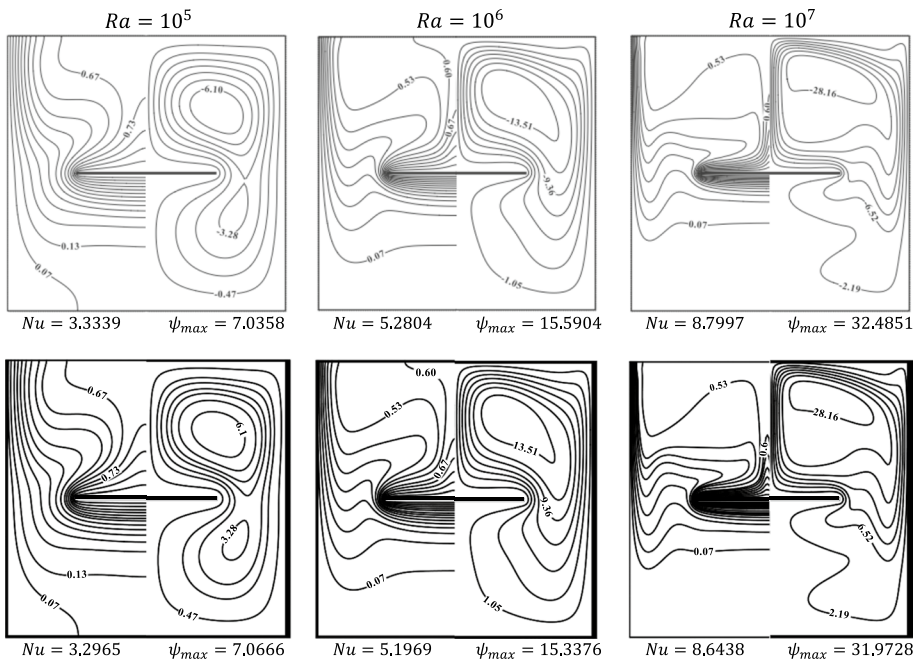 Ra = 10^5 Ra = 10^6 Ra = 10^7
0.67 -6.10 0.60 0.53 0.53
0.73 0.67 -13.51 0.60 -28.16
-3.28 -9.36 -6.52
0.13 0.07 0.07
0.07 -0.47 -1.05 -2.19
Nu = 3.3339 ψmax = 7.0358 Nu = 5.2804 ψmax = 15.5904 Nu = 8.7997 ψmax = 32.4851
0.67 6.1 0.60 0.53 0.53
0.73 0.67 13.51 0.6 28.16
3.28 9.36 6.52
0.13 0.07 0.07
0.07 0.47 1.05 2.19
Nu = 3.2965 ψmax = 7.0666 Nu = 5.1969 ψmax = 15.3376 Nu = 8.6438 ψmax = 31.9728